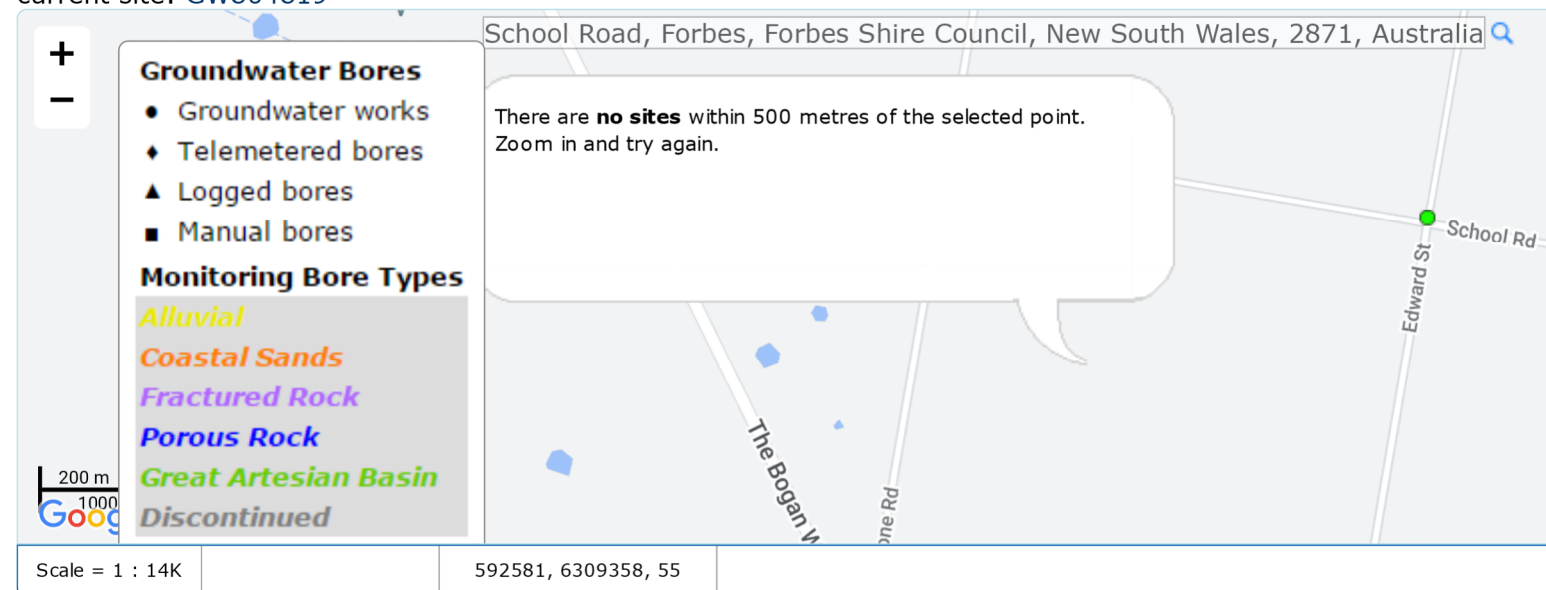 School Road, Forbes, Forbes Shire Council, New South Wales, 2871, Australia
+
−
Groundwater Bores
Groundwater works
Telemetered bores
Logged bores
Manual bores
Monitoring Bore Types
Alluvial
Coastal Sands
Fractured Rock
Porous Rock
Great Artesian Basin
Discontinued
There are no sites within 500 metres of the selected point.
Zoom in and try again.
School Rd
Edward St
The Bogan W
one Rd
200 m
1000
Goog
Scale = 1 : 14K
592581, 6309358, 55